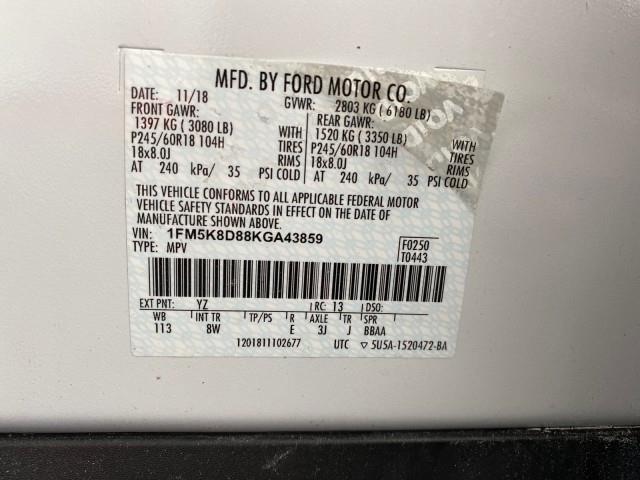 MFD. BY FORD MOTOR CO.
DATE: 11/18 GVWR: 2803 KG ( 6180 LB)
FRONT GAWR: REAR GAWR:
1397 KG ( 3080 LB) WITH 1520 KG ( 3350 LB) WITH
P245/60R18 104H TIRES P245/60R18 104H TIRES
18x8.0J RIMS 18x8.0J RIMS
AT 240 kPa/ 35 PSI COLD AT 240 kPa/ 35 PSI COLD
THIS VEHICLE CONFORMS TO ALL APPLICABLE FEDERAL MOTOR
VEHICLE SAFETY STANDARDS IN EFFECT ON THE DATE OF
MANUFACTURE SHOWN ABOVE.
VIN: 1FM5K8D88KGA43859 F0250
TYPE: MPV T0443
EXT PNT: YZ RC: 13 DSO:
WB INT TR TP/PS R AXLE TR SPR
113 8W E 3J J BBAA
1201811102677 UTC ▽ 5U5A-1520472-BA
VOID